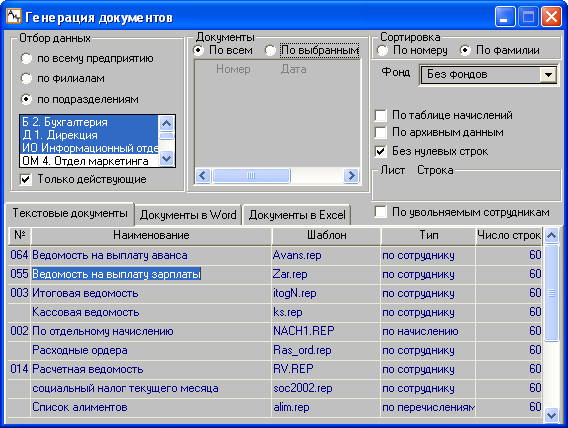 Генерация документов
Отбор данных
по всему предприятию
по филиалам
по подразделениям
Б 2. Бухгалтерия
Д 1. Дирекция
ИО Информационный отде
ОМ 4. Отдел маркетинга
Только действующие
Документы
По всем
По выбранным
Номер Дата
Сортировка
По номеру
По фамилии
Фонд Без фондов
По таблице начислений
По архивным данным
Без нулевых строк
Лист Строка
По увольняемым сотрудникам
Текстовые документы Документы в Word Документы в Excel
№ Наименование Шаблон Тип Число строк
064 Ведомость на выплату аванса Avans.rep по сотруднику 60
055 Ведомость на выплату зарплаты Zar.rep по сотруднику 60
003 Итоговая ведомость itogN.rep по сотруднику 60
Кассовая ведомость ks.rep по сотруднику 60
002 По отдельному начислению NACH1.REP по начислению 60
Расходные ордера Ras_ord.rep по сотруднику 60
014 Расчетная ведомость RV.REP по сотруднику 60
социальный налог текущего месяца soc2002.rep по сотруднику 60
Список алиментов alim.rep по перечислениям 60